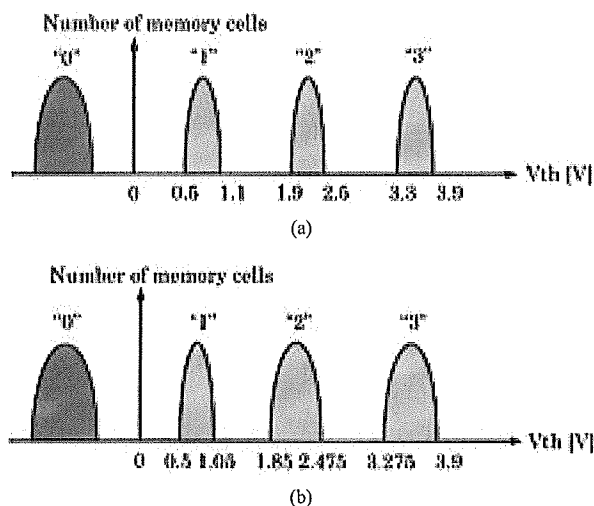 Number of memory cells
"0" "1" "2" "3"
0 0.5 1.1 1.9 2.5 3.3 3.9 Vth [V]
(a)
Number of memory cells
"0" "1" "2" "3"
0 0.5 1.05 1.85 2.475 3.275 3.9 Vth [V]
(b)